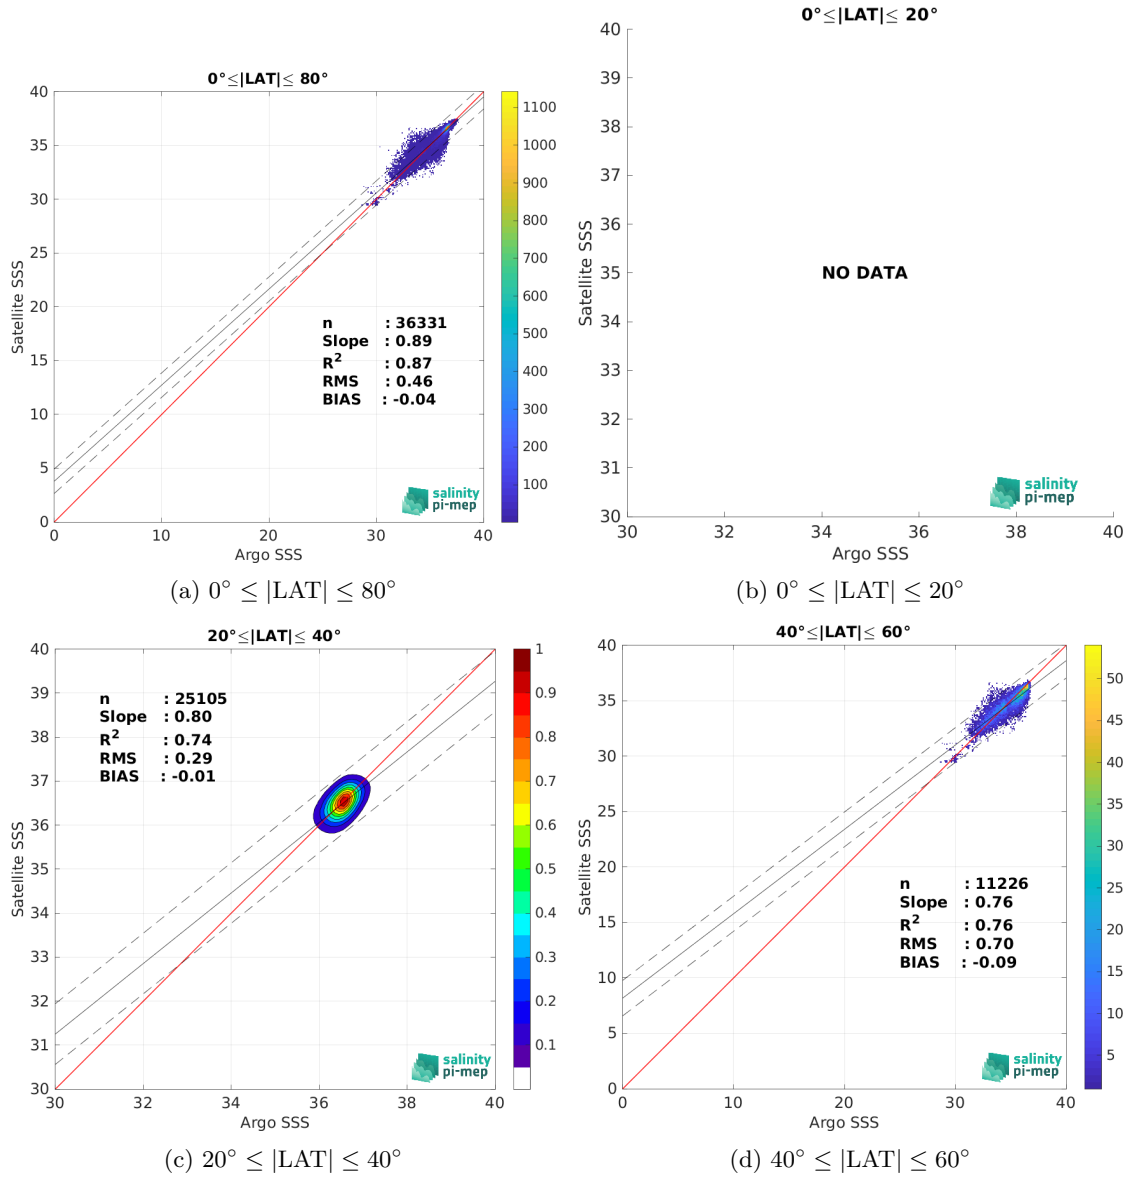 0°≤|LAT|≤ 80°
40
35
30
25
20
15
10
5
0
Satellite SSS
n : 36331
Slope : 0.89
R2 : 0.87
RMS : 0.46
BIAS : -0.04
salinity
pi-mep
0 10 20 30 40
Argo SSS
1100
1000
900
800
700
600
500
400
300
200
100
(a) 0° ≤ |LAT| ≤ 80°
0°≤|LAT|≤ 20°
40
39
38
37
36
35
34
33
32
31
30
Satellite SSS
NO DATA
salinity
pi-mep
30 32 34 36 38 40
Argo SSS
(b) 0° ≤ |LAT| ≤ 20°
20°≤|LAT|≤ 40°
40
39
38
37
36
35
34
33
32
31
30
Satellite SSS
n : 25105
Slope : 0.80
R2 : 0.74
RMS : 0.29
BIAS : -0.01
salinity
pi-mep
30 32 34 36 38 40
Argo SSS
1
0.9
0.8
0.7
0.6
0.5
0.4
0.3
0.2
0.1
(c) 20° ≤ |LAT| ≤ 40°
40°≤|LAT|≤ 60°
40
35
30
25
20
15
10
5
0
Satellite SSS
n : 11226
Slope : 0.76
R2 : 0.76
RMS : 0.70
BIAS : -0.09
salinity
pi-mep
0 10 20 30 40
Argo SSS
50
45
40
35
30
25
20
15
10
5
(d) 40° ≤ |LAT| ≤ 60°